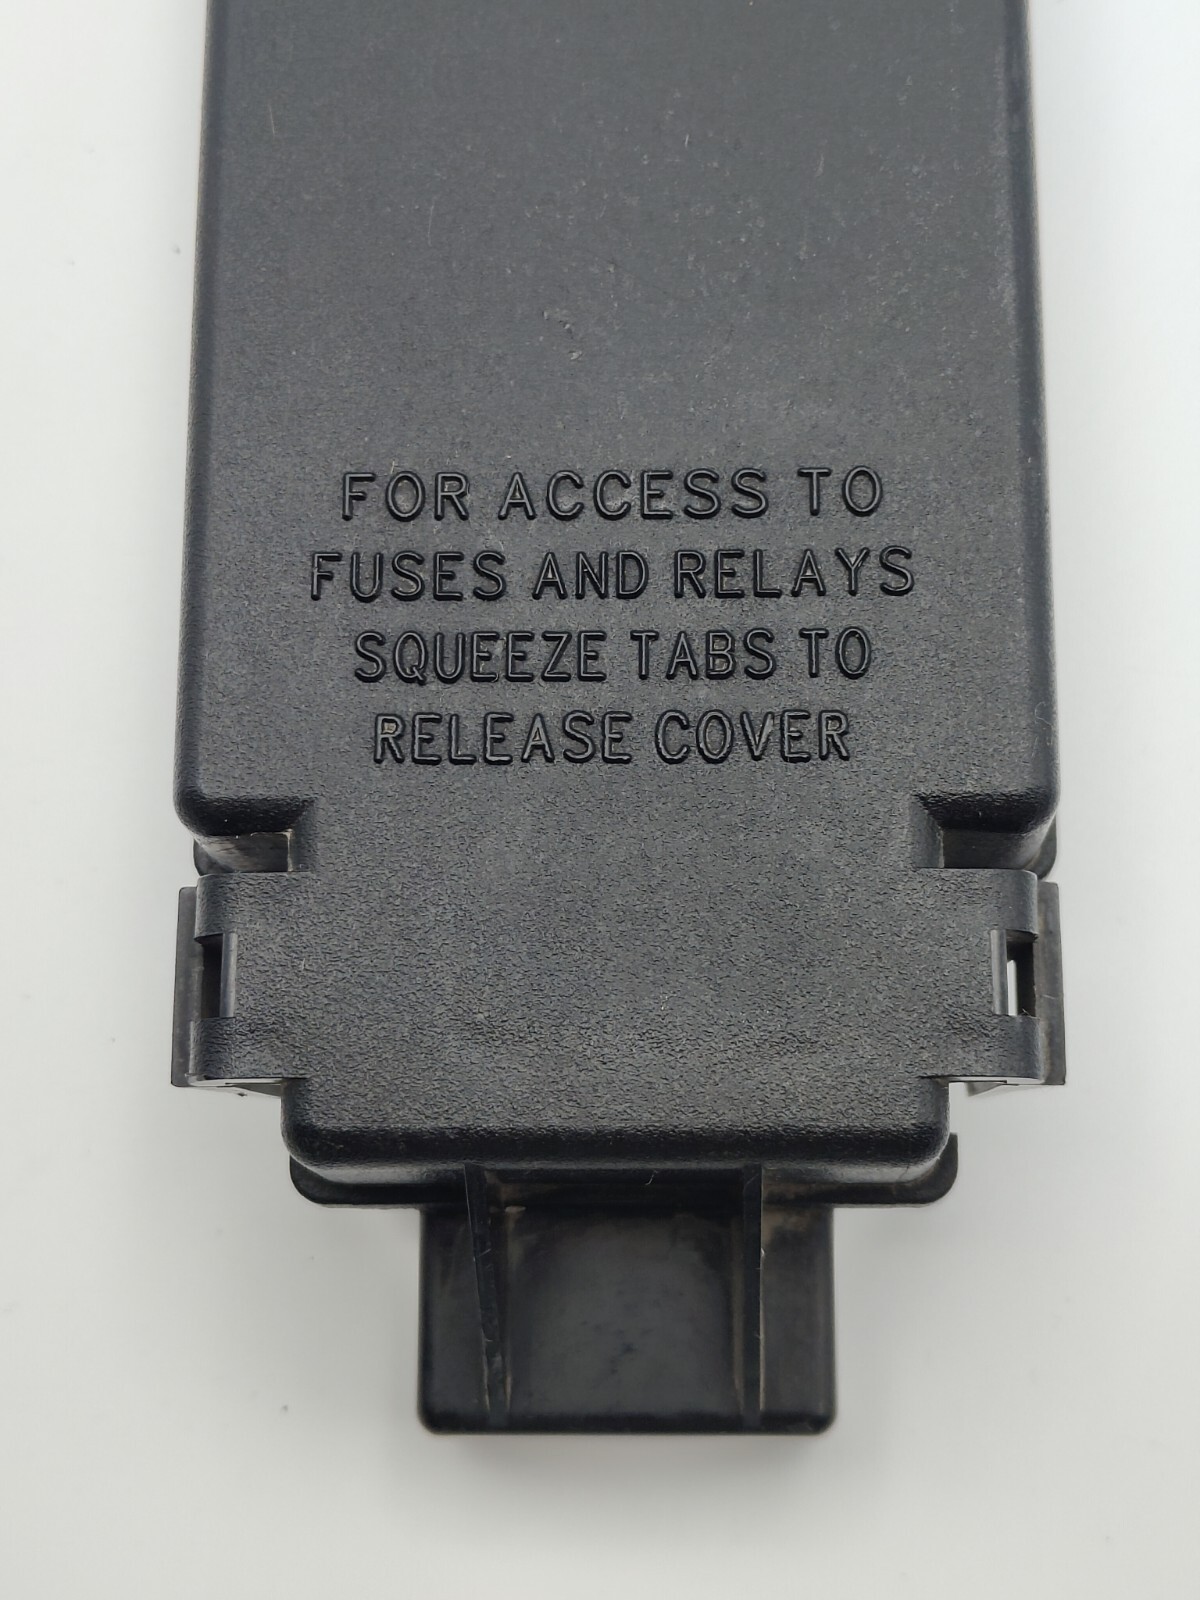 FOR ACCESS TO
FUSES AND RELAYS
SQUEEZE TABS TO
RELEASE COVER